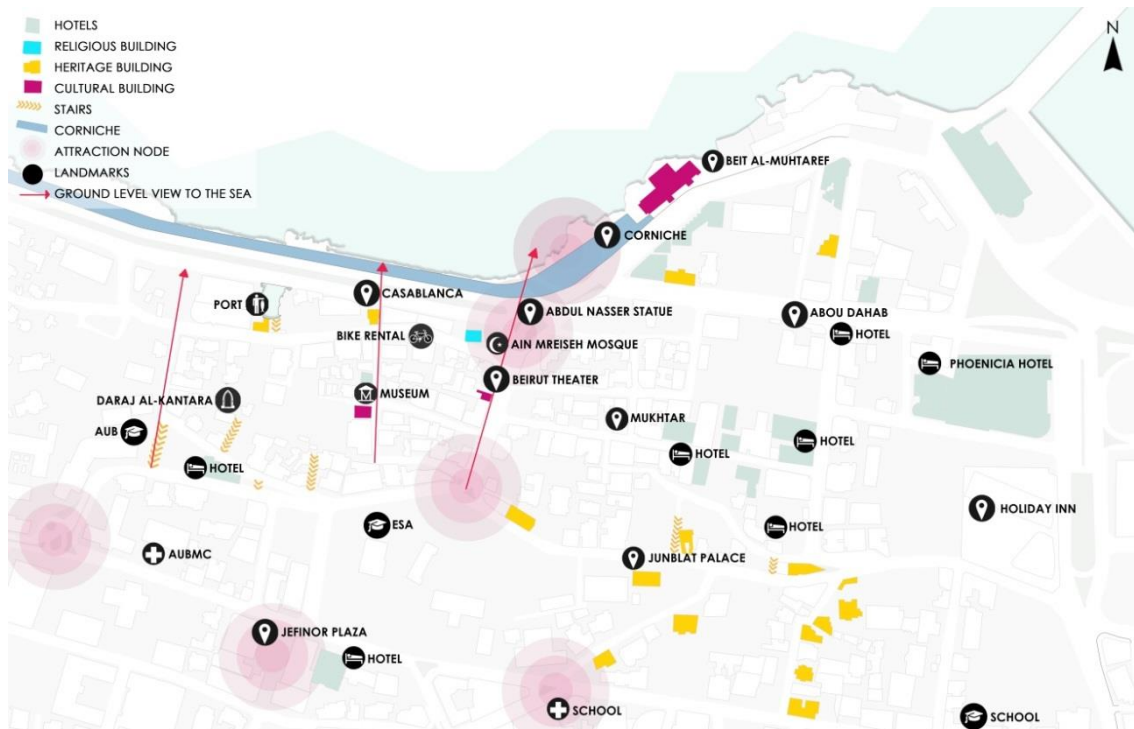 HOTELS
RELIGIOUS BUILDING
HERITAGE BUILDING
CULTURAL BUILDING
STAIRS
CORNICHE
ATTRACTION NODE
LANDMARKS
GROUND LEVEL VIEW TO THE SEA
N
BEIT AL-MUHTAREF
CORNICHE
CASABLANCA
PORT
ABDUL NASSER STATUE
ABOU DAHAB
BIKE RENTAL
AIN MREISEH MOSQUE
HOTEL
PHOENICIA HOTEL
BEIRUT THEATER
MUSEUM
M
DARAJ AL-KANTARA
MUKHTAR
AUB
HOTEL
HOTEL
HOTEL
HOLIDAY INN
ESA
HOTEL
AUBMC
JUNBLAT PALACE
JEFINOR PLAZA
HOTEL
SCHOOL
SCHOOL